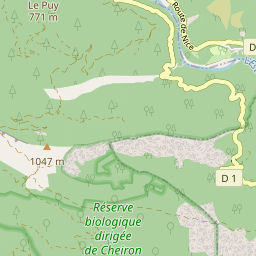 Le Puy
771 m
Route de Nice
D
1047 m
D 1
Réserve
biologique
dirigée
de Cheiron